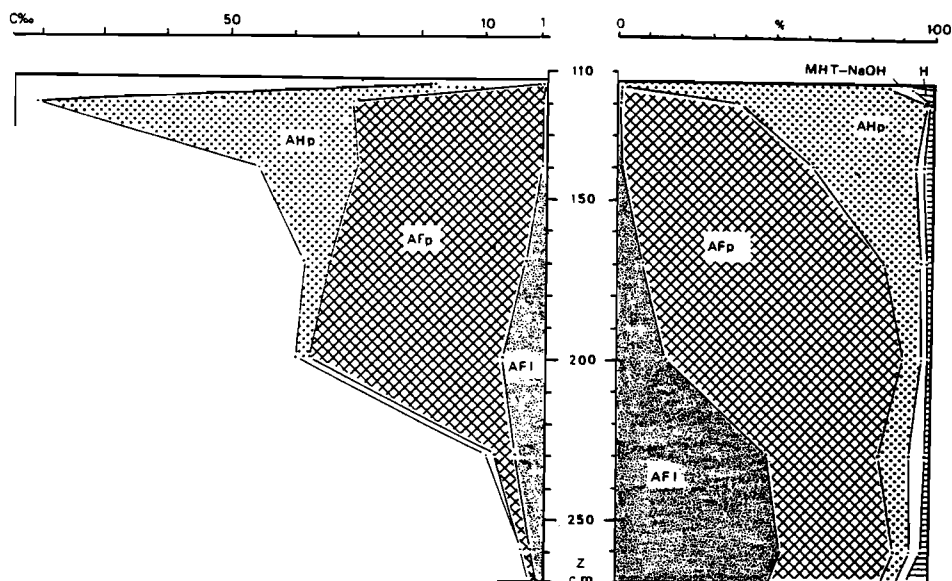 C‰ 50 10 1
0 % 100
MHT-NaOH H
110
AHp
AHp
150
AFp
AFp
200
AFl
AFl
250
Z
cm